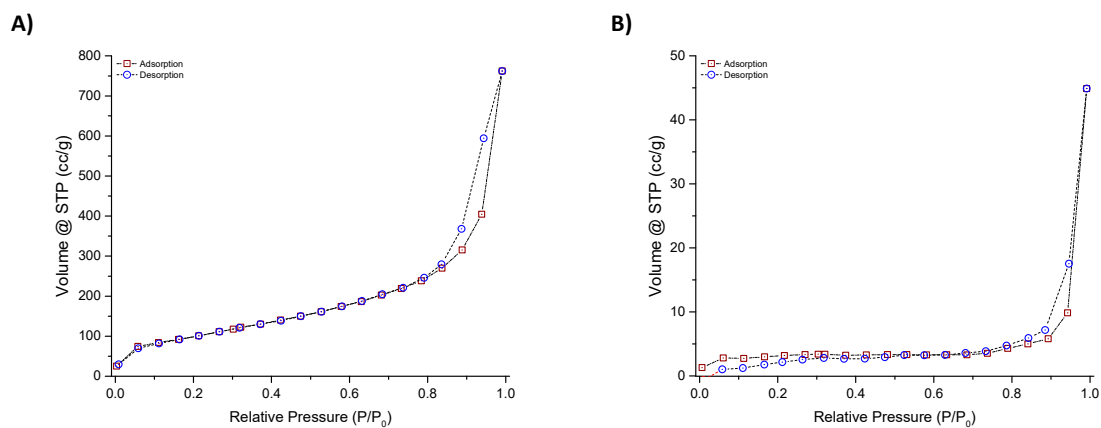 A)
800
700
600
500
400
300
200
100
0
Volume @ STP (cc/g)
Adsorption
Desorption
0.0 0.2 0.4 0.6 0.8 1.0
Relative Pressure (P/P0)
B)
50
40
30
20
10
0
Volume @ STP (cc/g)
Adsorption
Desorption
0.0 0.2 0.4 0.6 0.8 1.0
Relative Pressure (P/P0)